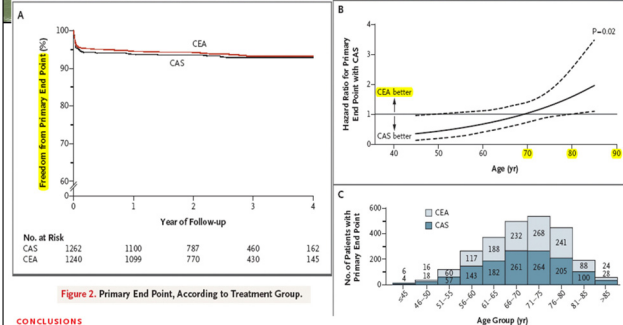 A
Freedom from Primary End Point (%)
100
90
80
70
60
0
0
1
2
3
4
CEA
CAS
Year of Follow-up
No. at Risk
CAS 1262 1100 787 460 162
CEA 1240 1099 770 430 145
Figure 2. Primary End Point, According to Treatment Group.
CONCLUSIONS
B
Hazard Ratio for Primary
End Point with CAS
4
3
2
1
0
P=0.02
CEA better
CAS better
40 50 60 70 80 90
Age (yr)
C
No. of Patients with
Primary End Point
600
400
200
0
CEA
CAS
6 16 60 117 188 232 268 241 88 24
4 18 57 143 182 261 264 205 100 28
≤45 46–50 51–55 56–60 61–65 66–70 71–75 76–80 81–85 >85
Age Group (yr)